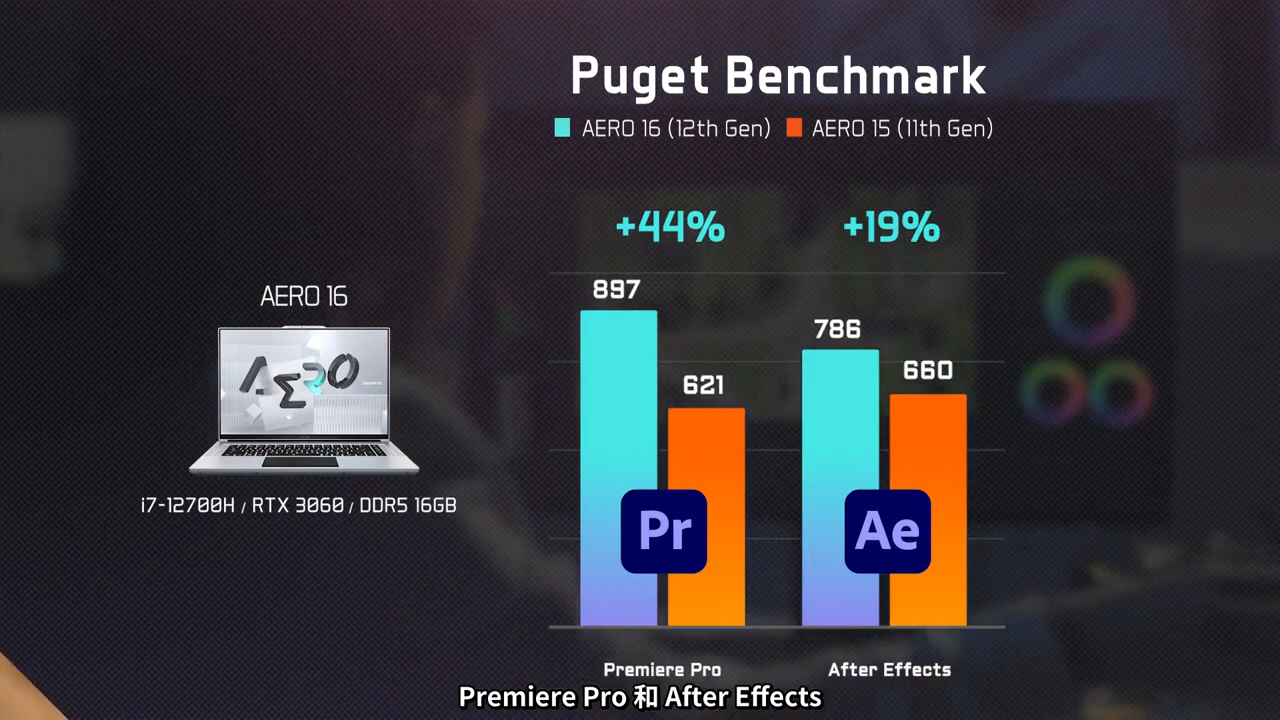 Puget Benchmark
AERO 16 (12th Gen) AERO 15 (11th Gen)
+44% +19%
897
786
621
660
AERO 16
AERO
i7-12700H / RTX 3060 / DDR5 16GB
Pr Ae
Premiere Pro After Effects
Premiere Pro 和 After Effects